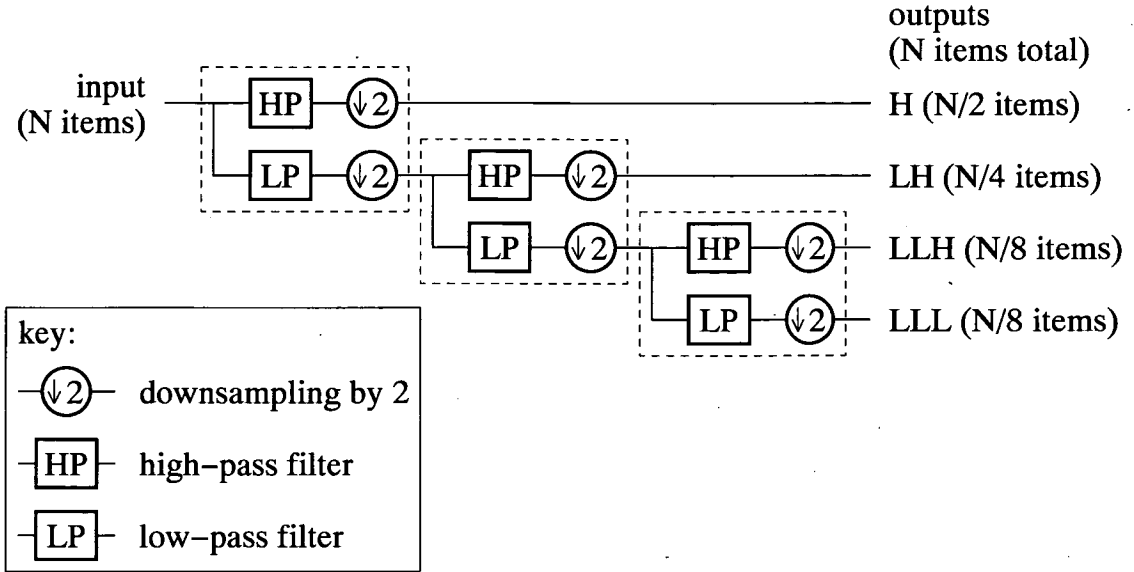 outputs
(N items total)
input
(N items)
HP ↓2 H (N/2 items)
LP ↓2 HP ↓2 LH (N/4 items)
LP ↓2 HP ↓2 LLH (N/8 items)
LP ↓2 LLL (N/8 items)
key:
↓2 downsampling by 2
HP high–pass filter
LP low–pass filter